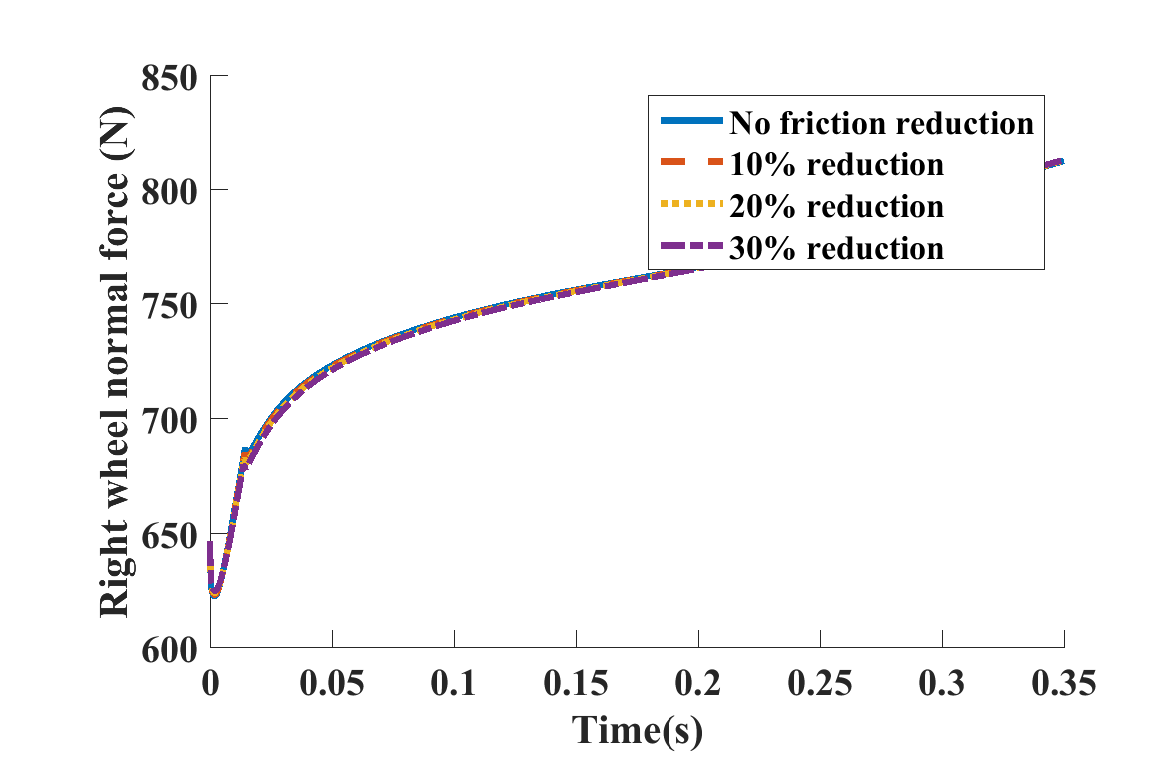 850
800
750
700
650
600
Right wheel normal force (N)
No friction reduction
10% reduction
20% reduction
30% reduction
0 0.05 0.1 0.15 0.2 0.25 0.3 0.35
Time(s)